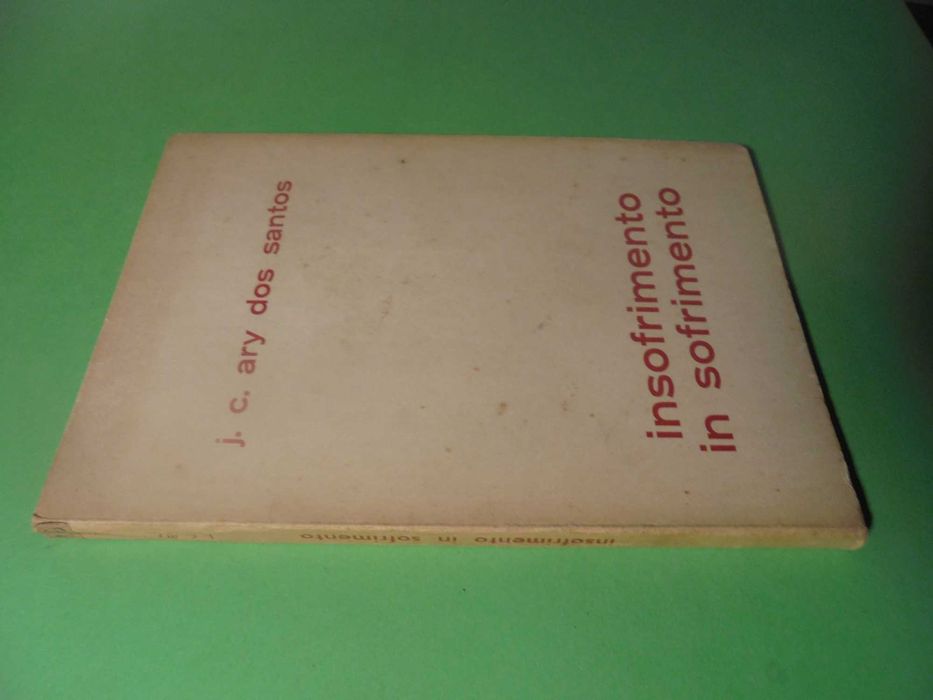 j. c. ary dos santos
insofrimento
in sofrimento
insofrimento in sofrimento